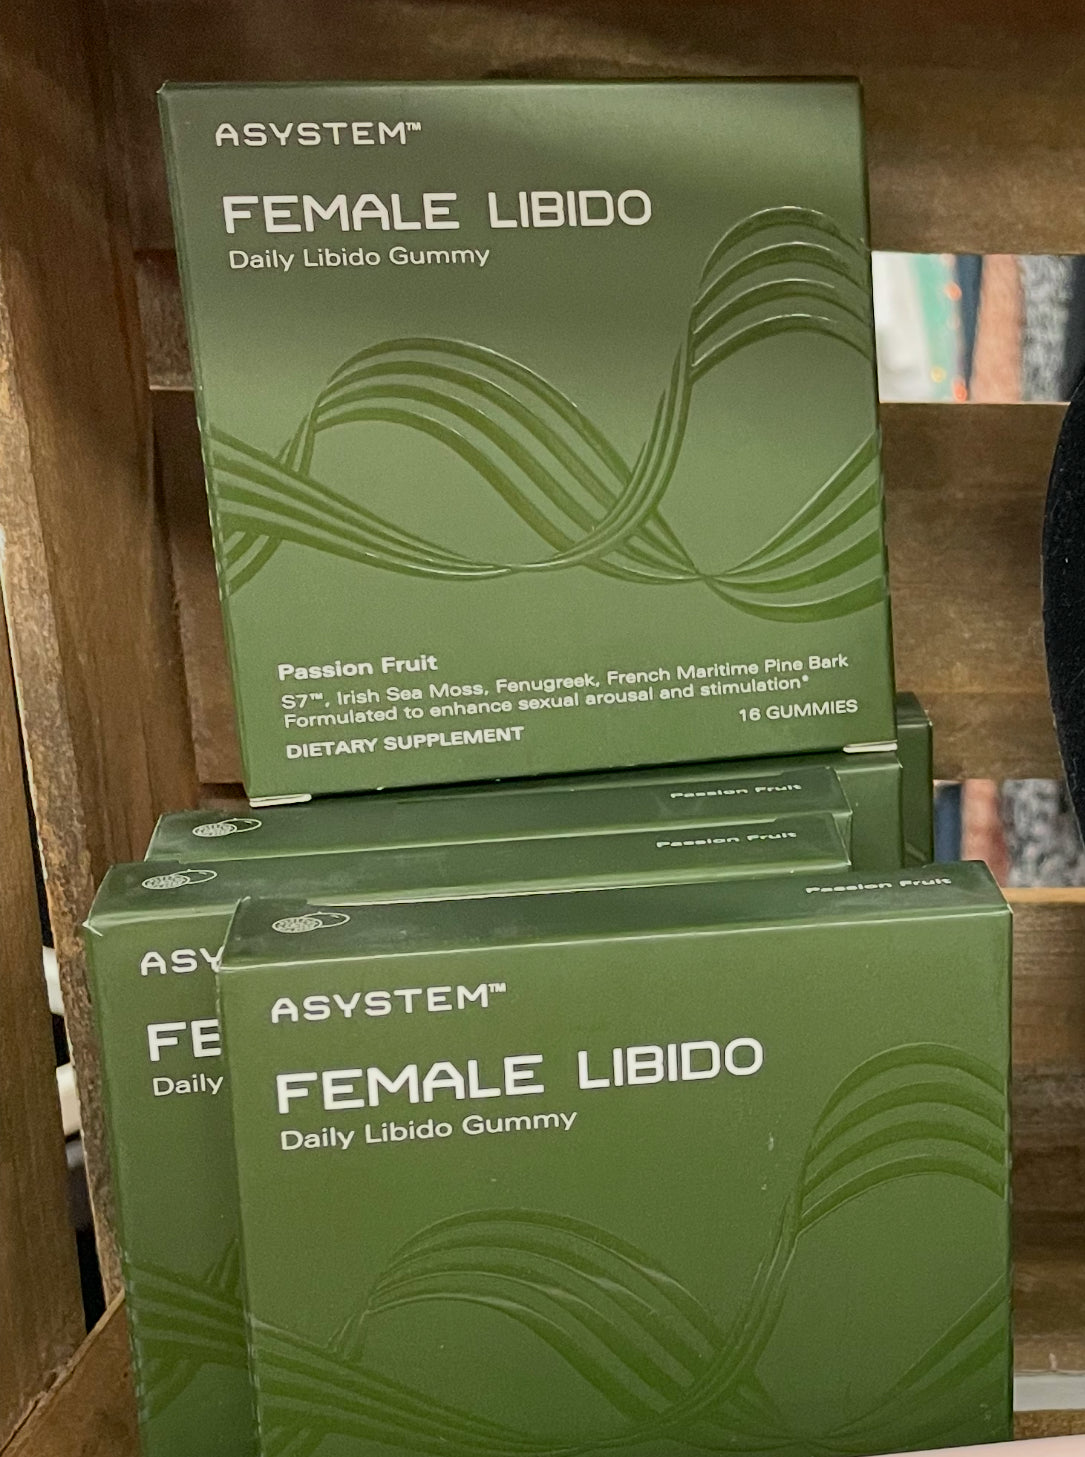 ASYSTEM™
FEMALE LIBIDO
Daily Libido Gummy
Passion Fruit
S7™, Irish Sea Moss, Fenugreek, French Maritime Pine Bark
Formulated to enhance sexual arousal and stimulation*
16 GUMMIES
DIETARY SUPPLEMENT
Passion Fruit
Passion Fruit
Passion Fruit
ASY
FE
Daily
ASYSTEM™
FEMALE LIBIDO
Daily Libido Gummy